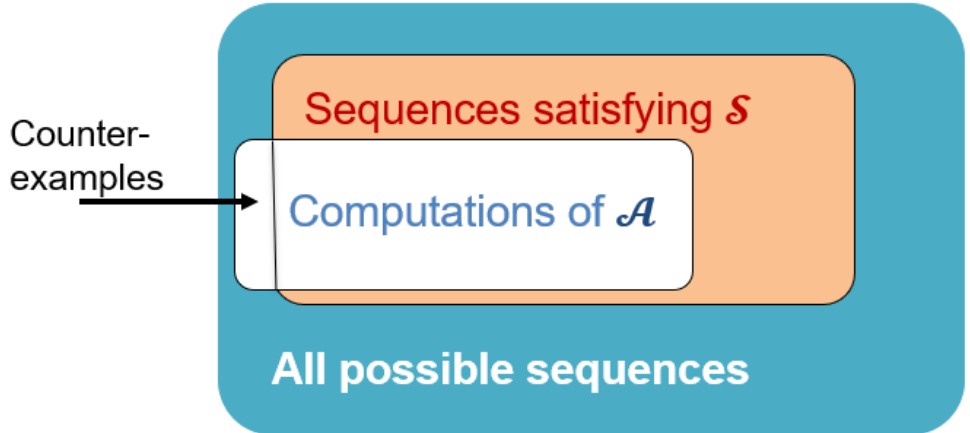 Sequences satisfying 𝓢
Counter-
examples
Computations of 𝓐
All possible sequences